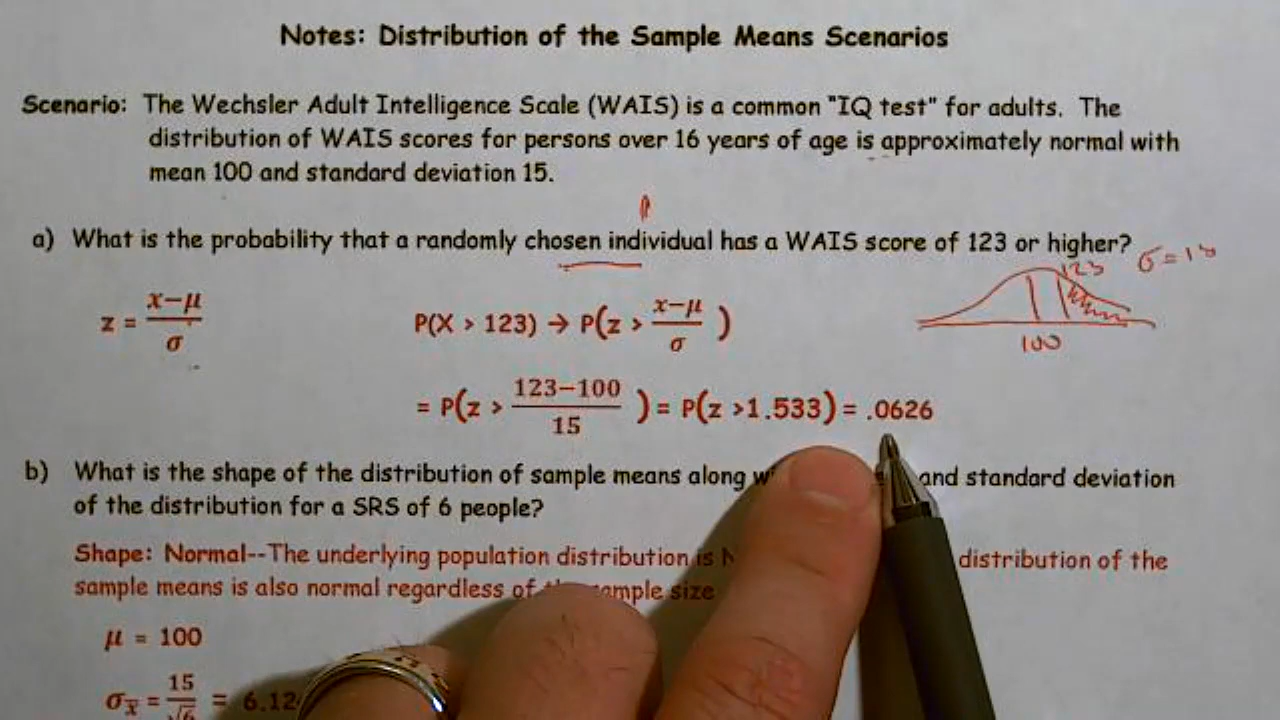 Notes: Distribution of the Sample Means Scenarios
Scenario: The Wechsler Adult Intelligence Scale (WAIS) is a common "IQ test" for adults. The
distribution of WAIS scores for persons over 16 years of age is approximately normal with
mean 100 and standard deviation 15.
a) What is the probability that a randomly chosen individual has a WAIS score of 123 or higher?
z = x−μ / σ
P(X > 123) → P(z > x−μ / σ )
123
σ = 15
100
= P(z > 123−100 / 15 ) = P(z >1.533) = .0626
b) What is the shape of the distribution of sample means along and standard deviation
of the distribution for a SRS of 6 people?
Shape: Normal--The underlying population distribution is distribution of the
sample means is also normal regardless of sample size
μ = 100
σx̅ = 15 / √6 = 6.12